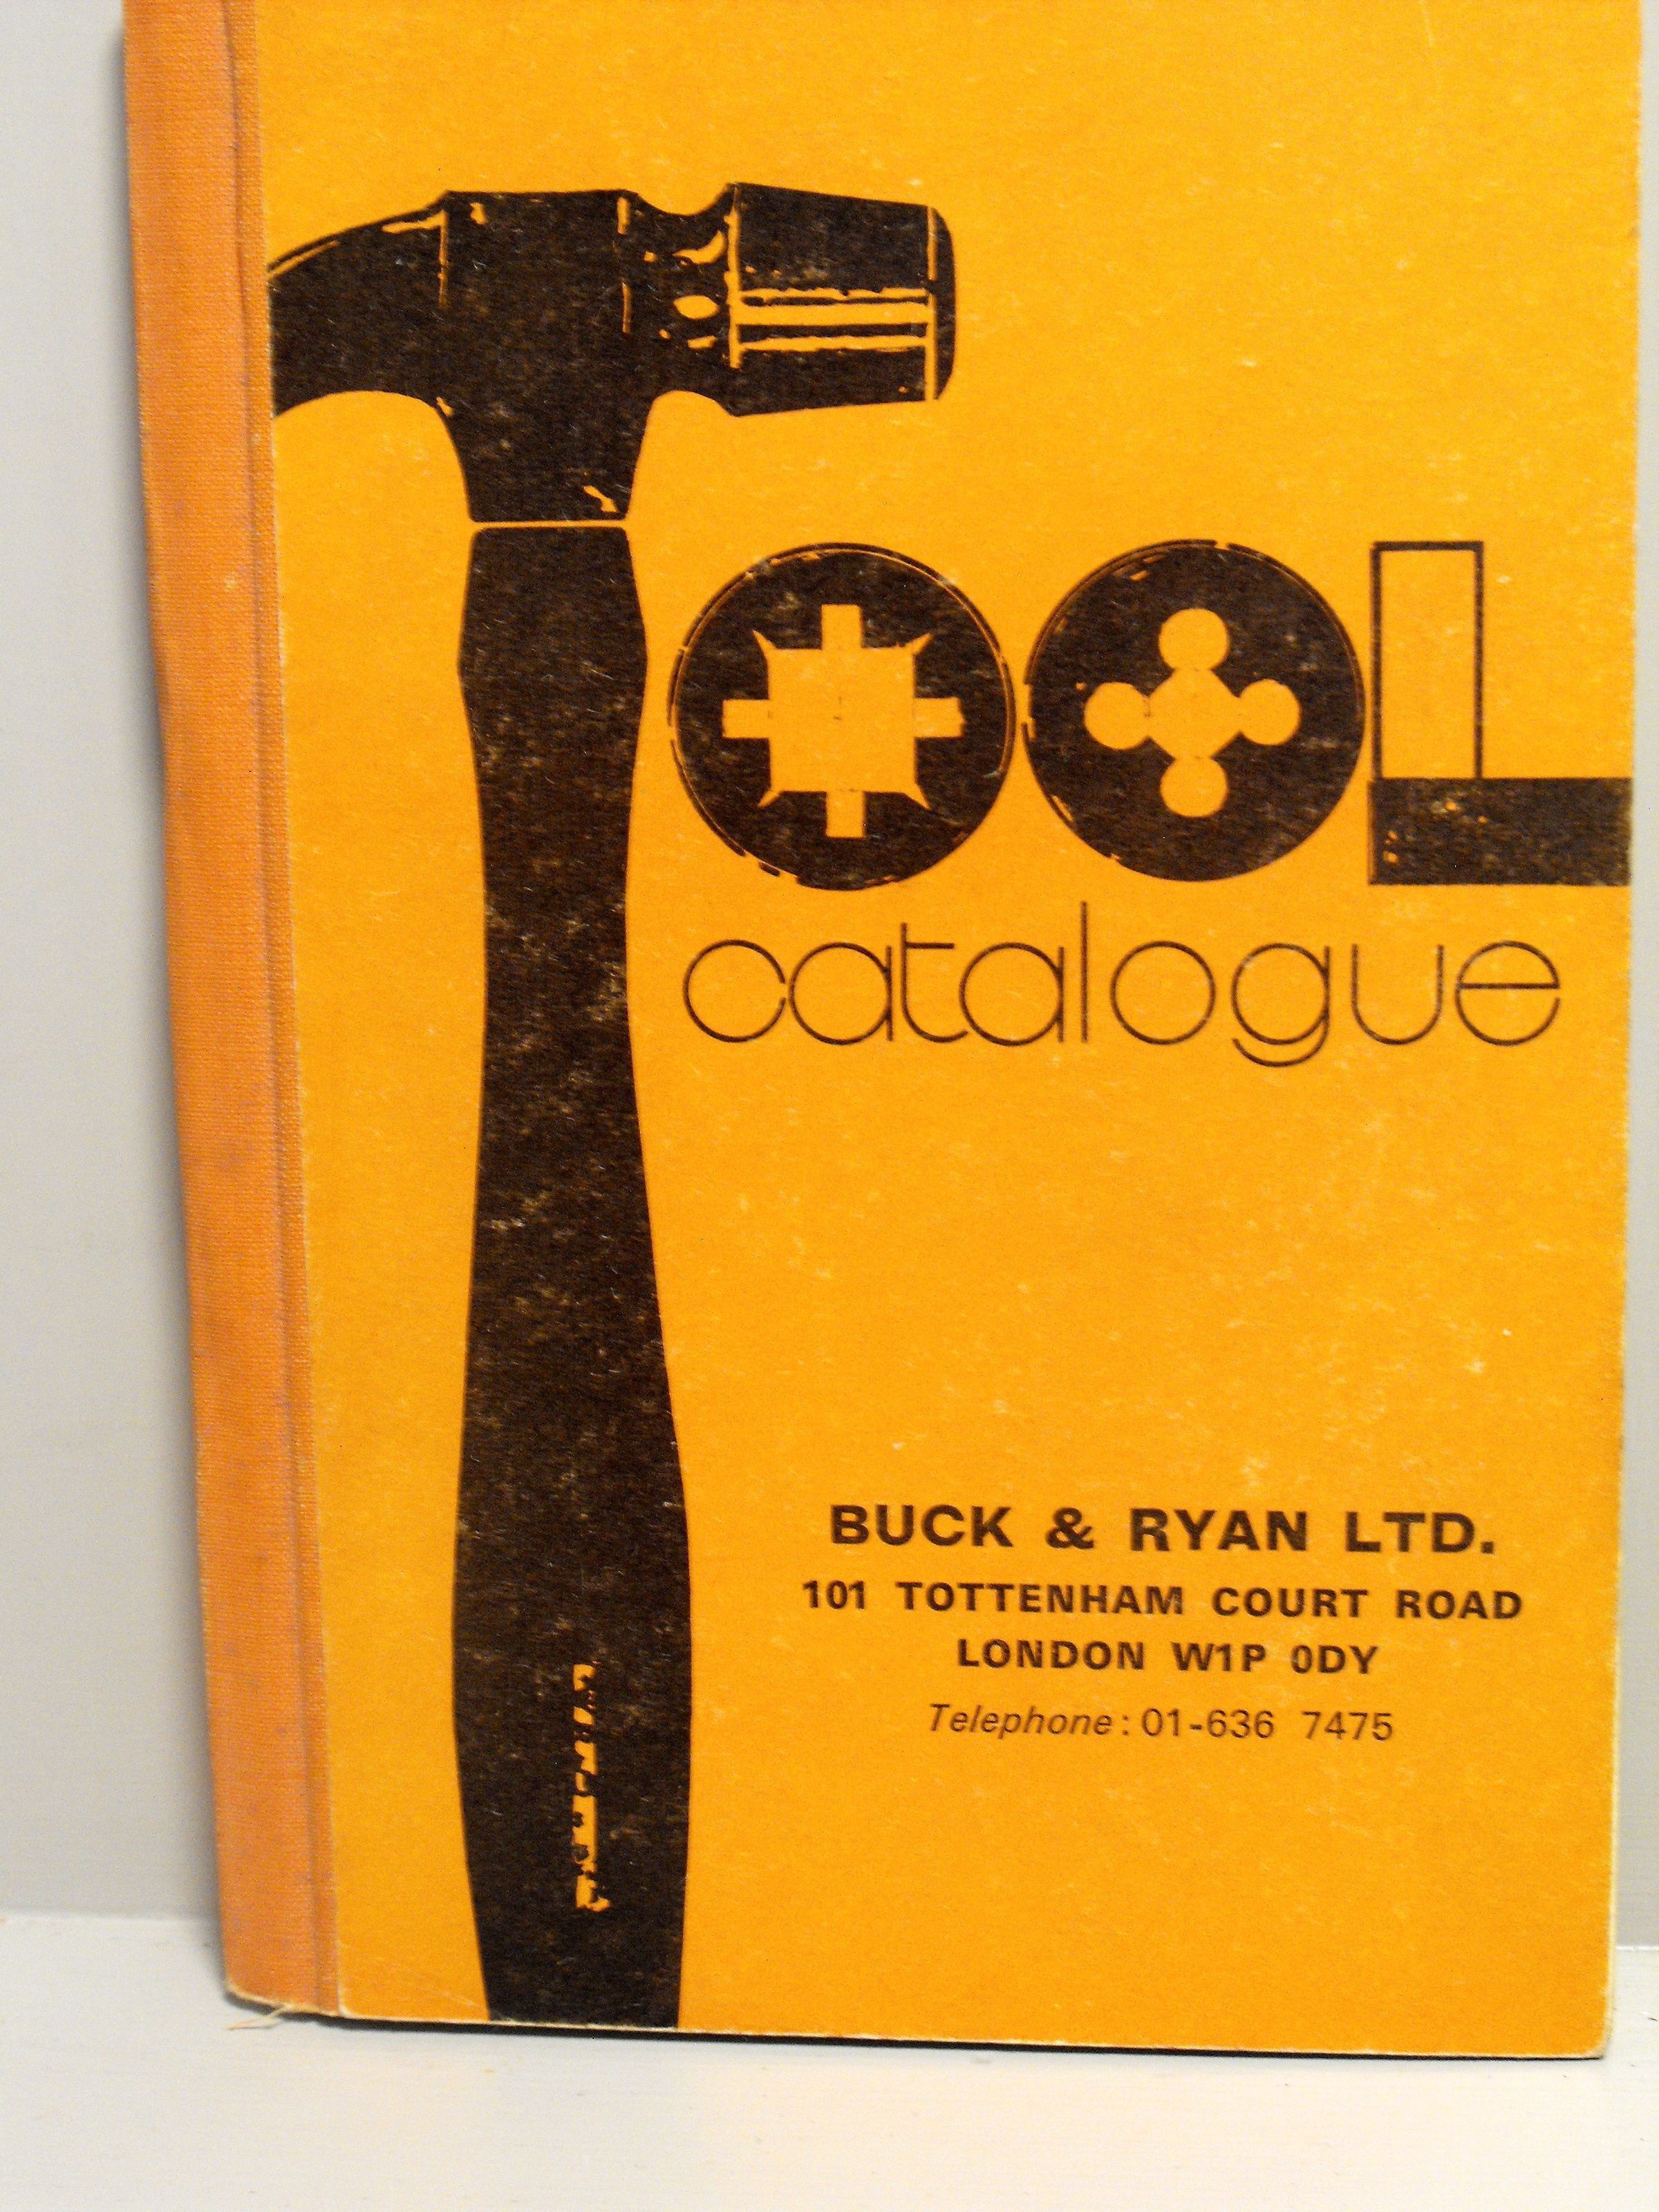 TOOL
catalogue
BUCK & RYAN LTD.
101 TOTTENHAM COURT ROAD
LONDON W1P 0DY
Telephone: 01-636 7475